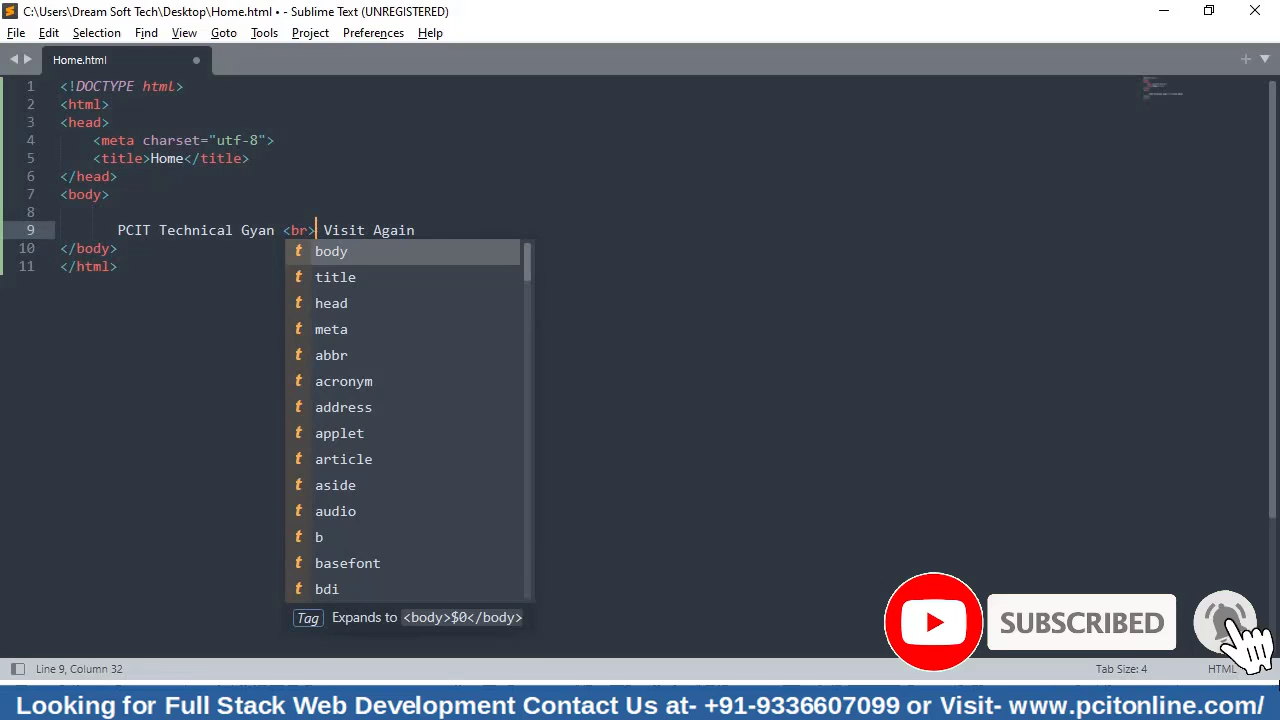 C:\Users\Dream Soft Tech\Desktop\Home.html • - Sublime Text (UNREGISTERED)
File Edit Selection Find View Goto Tools Project Preferences Help
Home.html
1 <!DOCTYPE html>
2 <html>
3 <head>
4 <meta charset="utf-8">
5 <title>Home</title>
6 </head>
7 <body>
8
9 PCIT Technical Gyan <br> Visit Again
10 </body>
11 </html>
t body
t title
t head
t meta
t abbr
t acronym
t address
t applet
t article
t aside
t audio
t b
t basefont
t bdi
Tag Expands to <body>$0</body>
SUBSCRIBED
Line 9, Column 32 Tab Size: 4 HTML
Looking for Full Stack Web Development Contact Us at- +91-9336607099 or Visit- www.pcitonline.com/